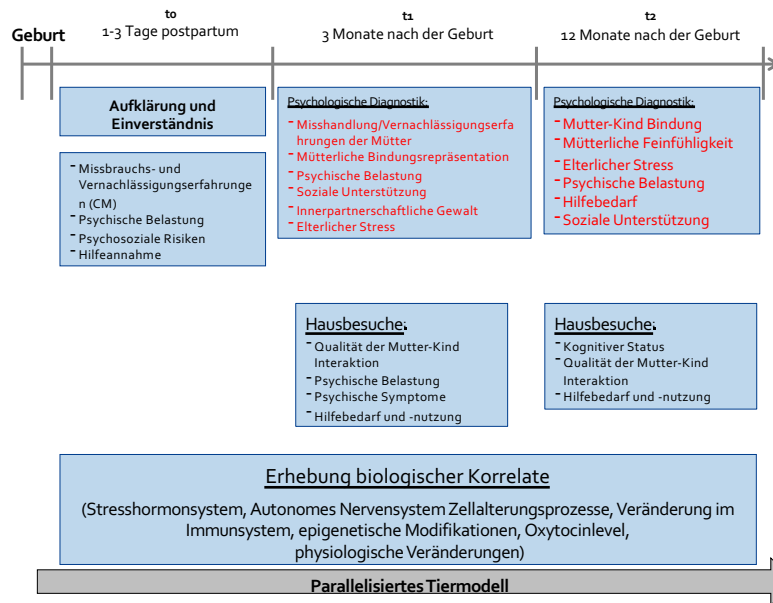 Geburt
t0
1-3 Tage postpartum
t1
3 Monate nach der Geburt
t2
12 Monate nach der Geburt
Aufklärung und
Einverständnis
- Missbrauchs- und
Vernachlässigungserfahrunge
n (CM)
- Psychische Belastung
- Psychosoziale Risiken
- Hilfeannahme
Psychologische Diagnostik:
- Misshandlung/Vernachlässigungserfa
hrungen der Mütter
- Mütterliche Bindungsrepräsentation
- Psychische Belastung
- Soziale Unterstützung
- Innerpartnerschaftliche Gewalt
- Elterlicher Stress
Psychologische Diagnostik:
- Mutter-Kind Bindung
- Mütterliche Feinfühligkeit
- Elterlicher Stress
- Psychische Belastung
- Hilfebedarf
- Soziale Unterstützung
Hausbesuche:
- Qualität der Mutter-Kind
Interaktion
- Psychische Belastung
- Psychische Symptome
- Hilfebedarf und -nutzung
Hausbesuche:
- Kognitiver Status
- Qualität der Mutter-Kind
Interaktion
- Hilfebedarf und -nutzung
Erhebung biologischer Korrelate
(Stresshormonsystem, Autonomes Nervensystem Zellalterungsprozesse, Veränderung im
Immunsystem, epigenetische Modifikationen, Oxytocinlevel,
physiologische Veränderungen)
Parallelisiertes Tiermodell